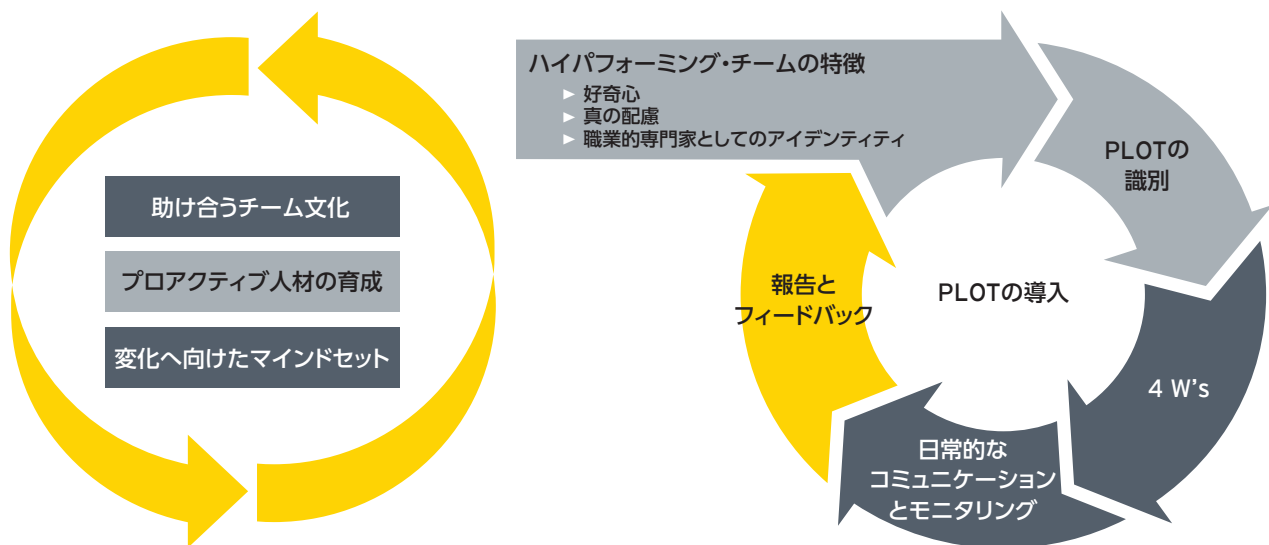 助け合うチーム文化
プロアクティブ人材の育成
変化へ向けたマインドセット
ハイパフォーミング・チームの特徴
▶ 好奇心
▶ 真の配慮
▶ 職業的専門家としてのアイデンティティ
PLOTの
識別
4 W's
日常的な
コミュニケーション
とモニタリング
報告と
フィードバック
PLOTの導入